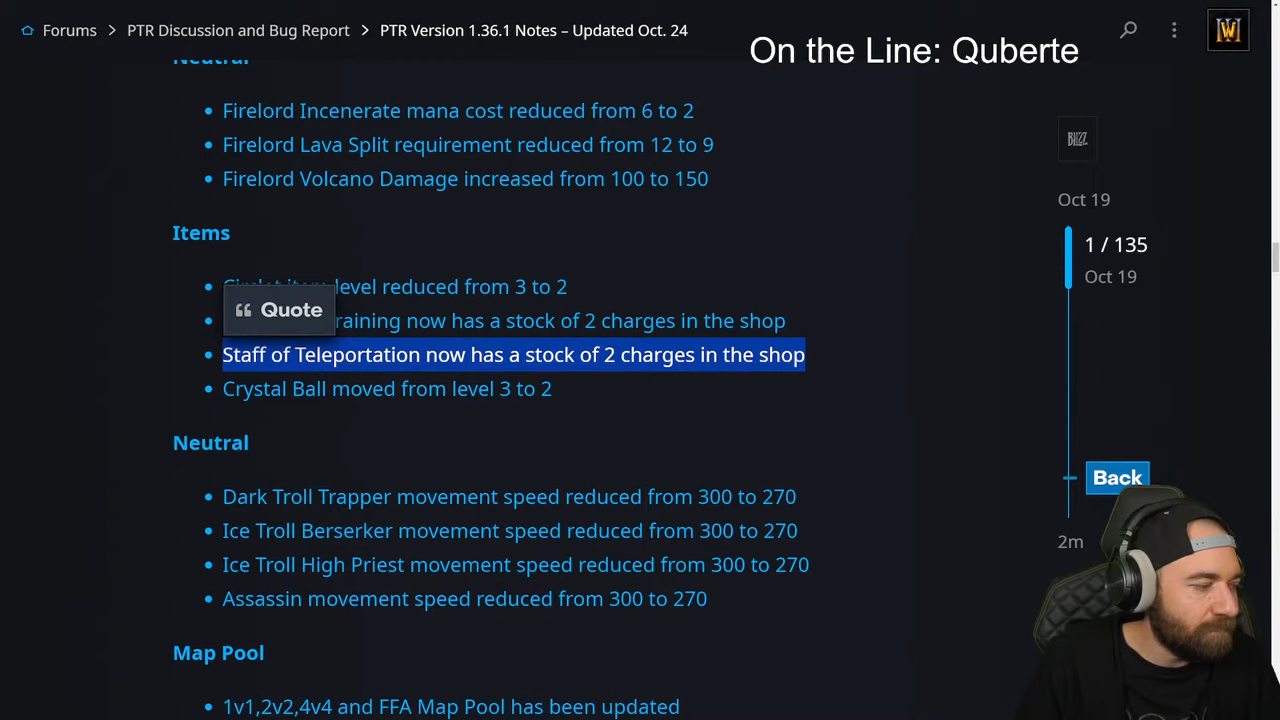 Forums > PTR Discussion and Bug Report > PTR Version 1.36.1 Notes – Updated Oct. 24
On the Line: Quberte
Neutral
• Firelord Incenerate mana cost reduced from 6 to 2
• Firelord Lava Split requirement reduced from 12 to 9
• Firelord Volcano Damage increased from 100 to 150
BLIZZ
Oct 19
1 / 135
Oct 19
Items
• Circlet item level reduced from 3 to 2
Quote
• raining now has a stock of 2 charges in the shop
• Staff of Teleportation now has a stock of 2 charges in the shop
• Crystal Ball moved from level 3 to 2
Neutral
Back
• Dark Troll Trapper movement speed reduced from 300 to 270
• Ice Troll Berserker movement speed reduced from 300 to 270
2m
• Ice Troll High Priest movement speed reduced from 300 to 270
• Assassin movement speed reduced from 300 to 270
Map Pool
• 1v1,2v2,4v4 and FFA Map Pool has been updated